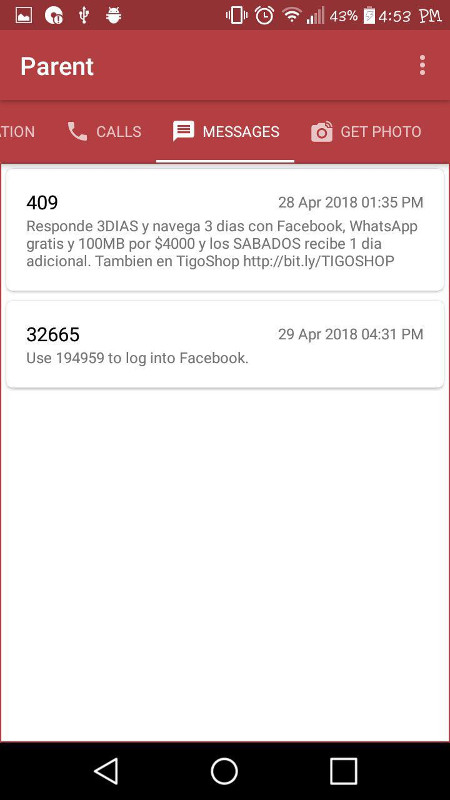 43% 4:53 PM
Parent
TION CALLS MESSAGES GET PHOTO
409 28 Apr 2018 01:35 PM
Responde 3DIAS y navega 3 dias con Facebook, WhatsApp
gratis y 100MB por $4000 y los SABADOS recibe 1 dia
adicional. Tambien en TigoShop http://bit.ly/TIGOSHOP
32665 29 Apr 2018 04:31 PM
Use 194959 to log into Facebook.